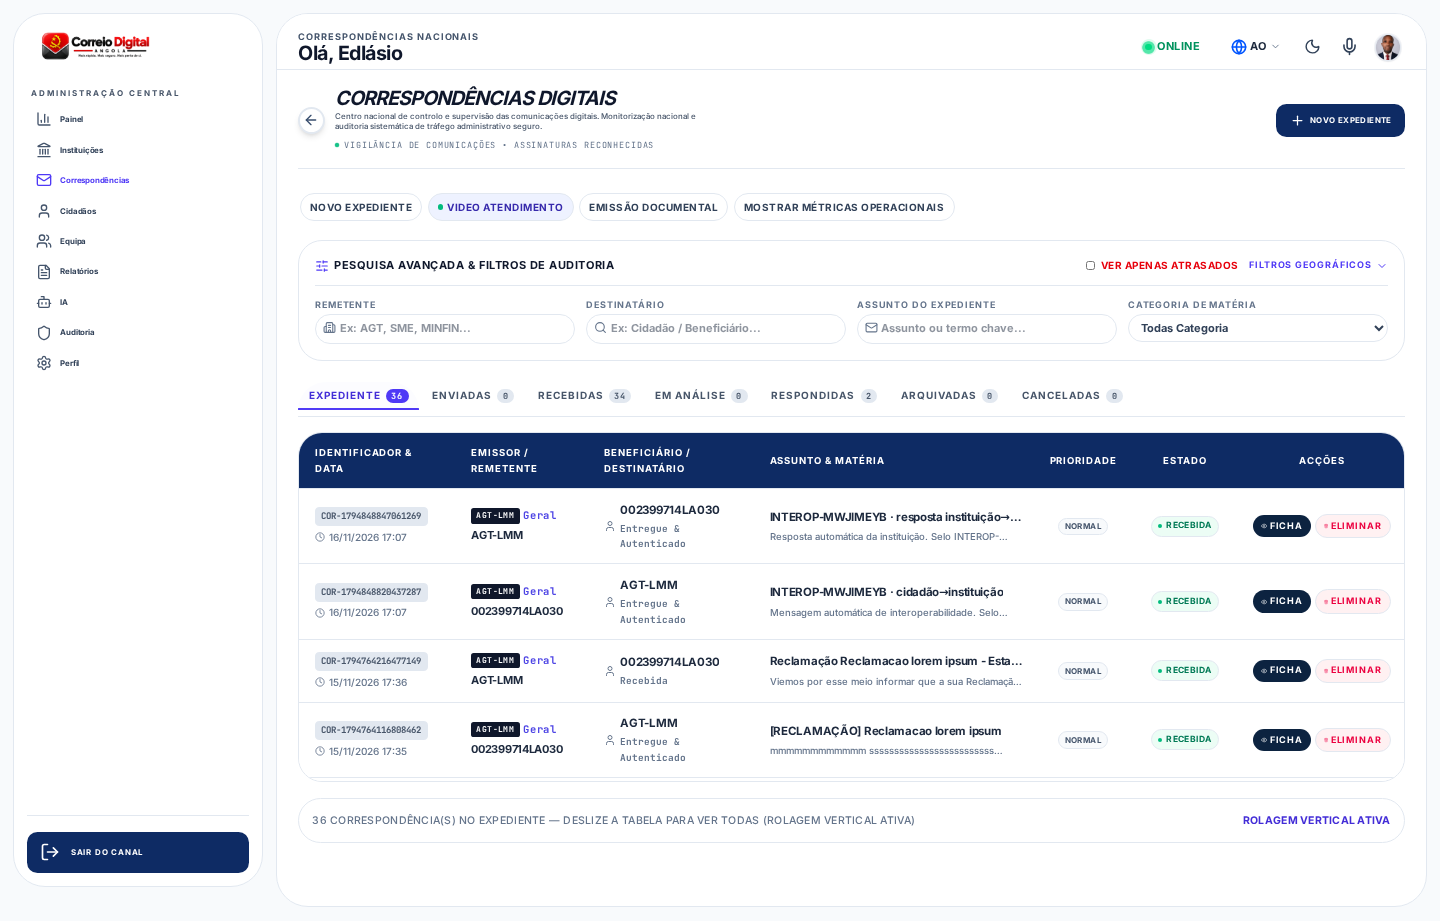 Correio Digital
ANGOLA
ADMINISTRAÇÃO CENTRAL
Painel
Instituições
Correspondências
Cidadãos
Equipa
Relatórios
IA
Auditoria
Perfil
SAIR DO CANAL
CORRESPONDÊNCIAS NACIONAIS
Olá, Edlásio
ONLINE
AO
CORRESPONDÊNCIAS DIGITAIS
Centro nacional de controlo e supervisão das comunicações digitais. Monitorização nacional e
auditoria sistemática de tráfego administrativo seguro.
VIGILÂNCIA DE COMUNICAÇÕES • ASSINATURAS RECONHECIDAS
NOVO EXPEDIENTE
NOVO EXPEDIENTE
VIDEO ATENDIMENTO
EMISSÃO DOCUMENTAL
MOSTRAR MÉTRICAS OPERACIONAIS
PESQUISA AVANÇADA & FILTROS DE AUDITORIA
VER APENAS ATRASADOS
FILTROS GEOGRÁFICOS
REMETENTE
DESTINATÁRIO
ASSUNTO DO EXPEDIENTE
CATEGORIA DE MATÉRIA
Ex: AGT, SME, MINFIN...
Ex: Cidadão / Beneficiário...
Assunto ou termo chave...
Todas Categoria
EXPEDIENTE 36
ENVIADAS 0
RECEBIDAS 34
EM ANÁLISE 0
RESPONDIDAS 2
ARQUIVADAS 0
CANCELADAS 0
IDENTIFICADOR &
DATA
EMISSOR /
REMETENTE
BENEFICIÁRIO /
DESTINATÁRIO
ASSUNTO & MATÉRIA
PRIORIDADE
ESTADO
ACÇÕES
COR-1794848847061269
16/11/2026 17:07
AGT-LMM Geral
AGT-LMM
002399714LA030
Entregue &
Autenticado
INTEROP-MWJIMEYB · resposta instituição→...
Resposta automática da instituição. Selo INTEROP-...
NORMAL
RECEBIDA
FICHA
ELIMINAR
COR-1794848820437287
16/11/2026 17:07
AGT-LMM Geral
002399714LA030
AGT-LMM
Entregue &
Autenticado
INTEROP-MWJIMEYB · cidadão→instituição
Mensagem automática de interoperabilidade. Selo...
NORMAL
RECEBIDA
FICHA
ELIMINAR
COR-1794764216477149
15/11/2026 17:36
AGT-LMM Geral
AGT-LMM
002399714LA030
Recebida
Reclamação Reclamacao lorem ipsum - Esta...
Viemos por esse meio informar que a sua Reclamaçã...
NORMAL
RECEBIDA
FICHA
ELIMINAR
COR-1794764116808462
15/11/2026 17:35
AGT-LMM Geral
002399714LA030
AGT-LMM
Entregue &
Autenticado
[RECLAMAÇÃO] Reclamacao lorem ipsum
mmmmmmmmmmmm sssssssssssssssssssssssss...
NORMAL
RECEBIDA
FICHA
ELIMINAR
36 CORRESPONDÊNCIA(S) NO EXPEDIENTE — DESLIZE A TABELA PARA VER TODAS (ROLAGEM VERTICAL ATIVA)
ROLAGEM VERTICAL ATIVA